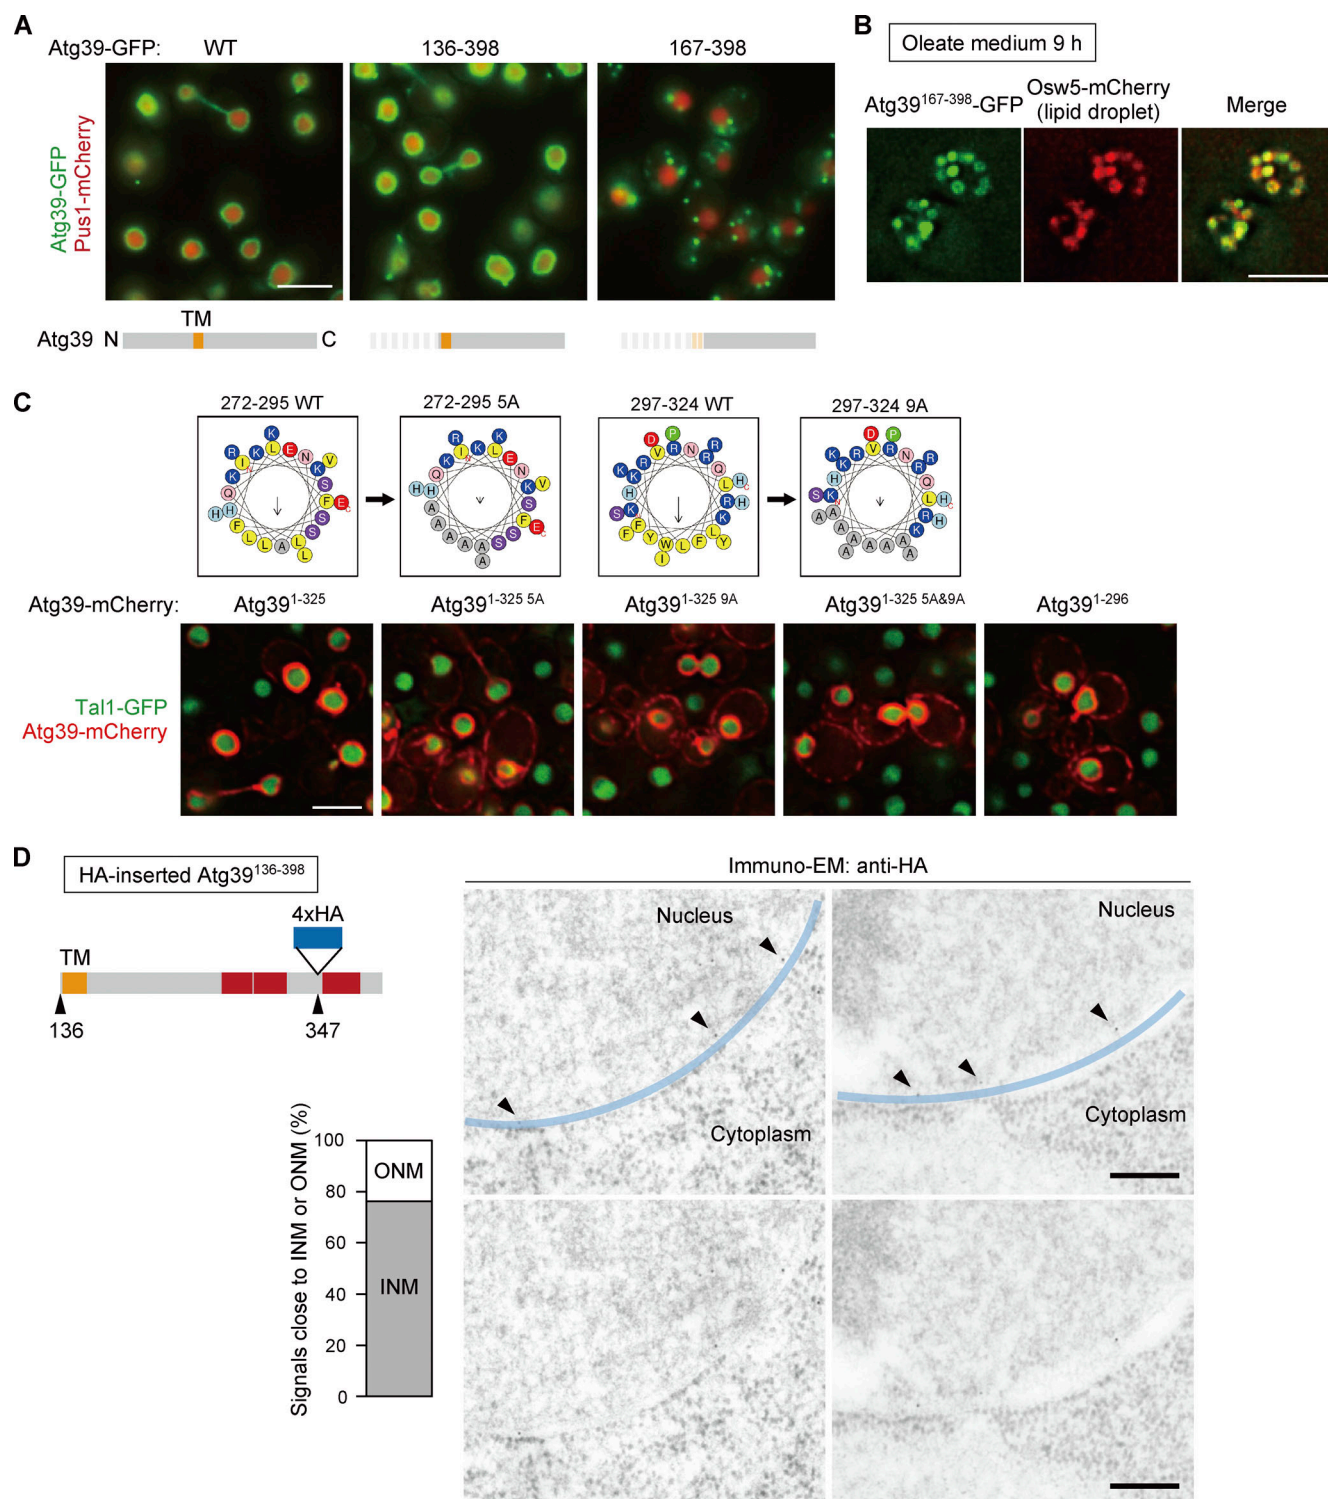 A
Atg39-GFP: WT 136-398 167-398
Atg39-GFP
Pus1-mCherry
TM
Atg39 N C
B
Oleate medium 9 h
Atg39167-398-GFP
Osw5-mCherry
(lipid droplet)
Merge
C
272-295 WT 272-295 5A 297-324 WT 297-324 9A
Atg39-mCherry: Atg391-325 Atg391-325 5A Atg391-325 9A Atg391-325 5A&9A Atg391-296
Tal1-GFP
Atg39-mCherry
D
HA-inserted Atg39136-398
4xHA
TM
136 347
Signals close to INM or ONM (%)
100
80
60
40
20
0
ONM
INM
Immuno-EM: anti-HA
Nucleus
Cytoplasm
Nucleus
Cytoplasm